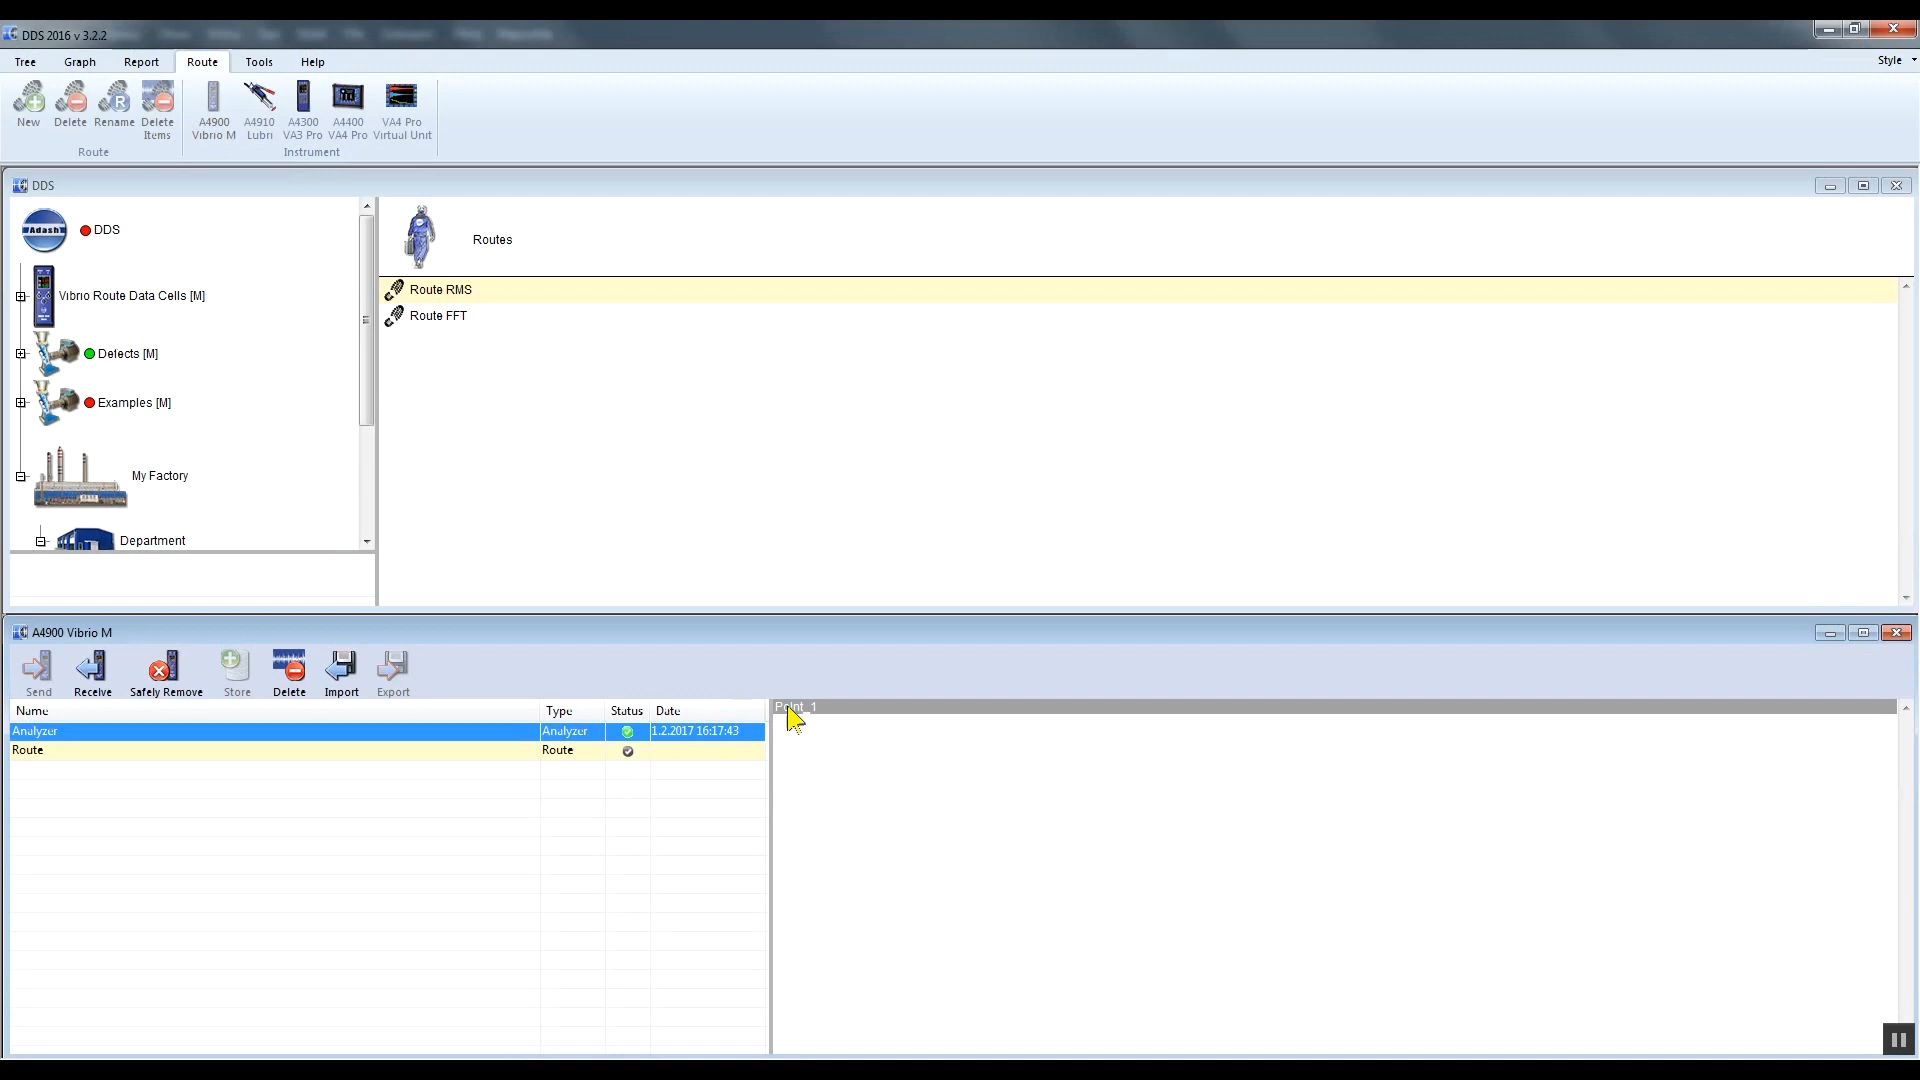 DDS 2016 v 3.2.2
Tree Graph Report Route Tools Help Style
New Delete Rename Delete Items
A4900 Vibrio M A4910 Lubri A4300 VA3 Pro A4400 VA4 Pro VA4 Pro Virtual Unit
Route Instrument
DDS
Adash DDS
Vibrio Route Data Cells [M]
Defects [M]
Examples [M]
My Factory
Department
Routes
Route RMS
Route FFT
A4900 Vibrio M
Send Receive Safely Remove Store Delete Import Export
Name Type Status Date
Analyzer Analyzer 1.2.2017 16:17:43
Route Route
Point_1